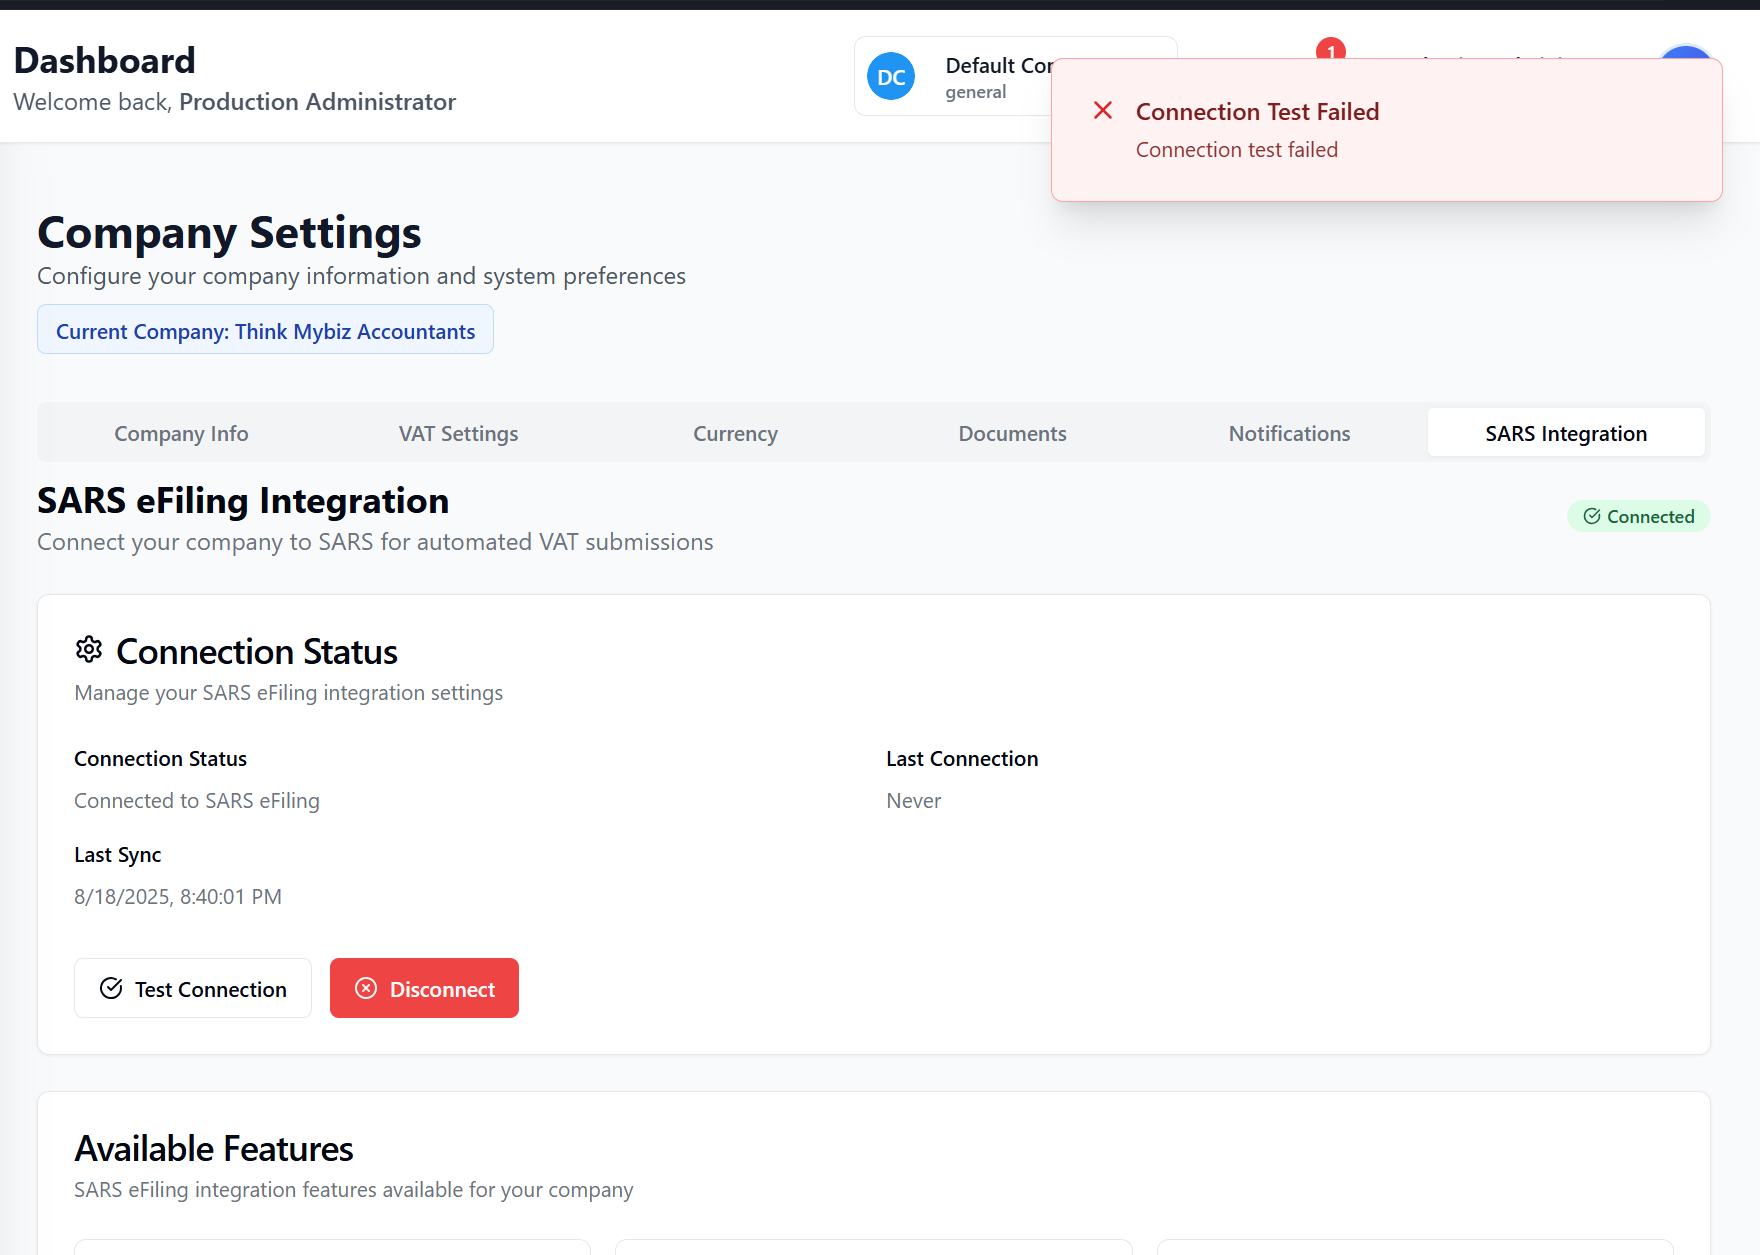 Dashboard
Welcome back, Production Administrator
DC
Default
general
1
Connection Test Failed
Connection test failed
Company Settings
Configure your company information and system preferences
Current Company: Think Mybiz Accountants
Company Info
VAT Settings
Currency
Documents
Notifications
SARS Integration
SARS eFiling Integration
Connect your company to SARS for automated VAT submissions
Connected
Connection Status
Manage your SARS eFiling integration settings
Connection Status
Connected to SARS eFiling
Last Connection
Never
Last Sync
8/18/2025, 8:40:01 PM
Test Connection
Disconnect
Available Features
SARS eFiling integration features available for your company